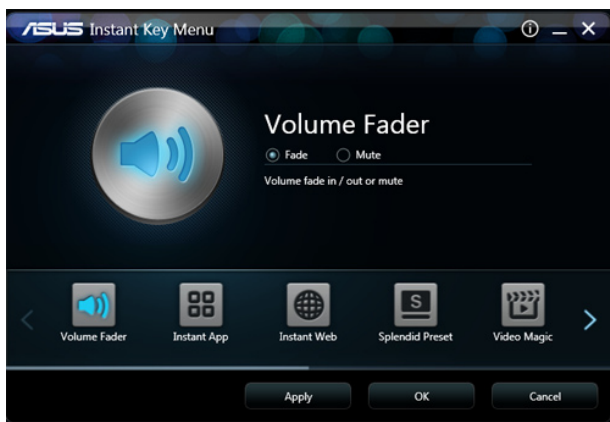 ASUS Instant Key Menu
Volume Fader
Fade Mute
Volume fade in / out or mute
S
Volume Fader Instant App Instant Web Splendid Preset Video Magic
Apply OK Cancel